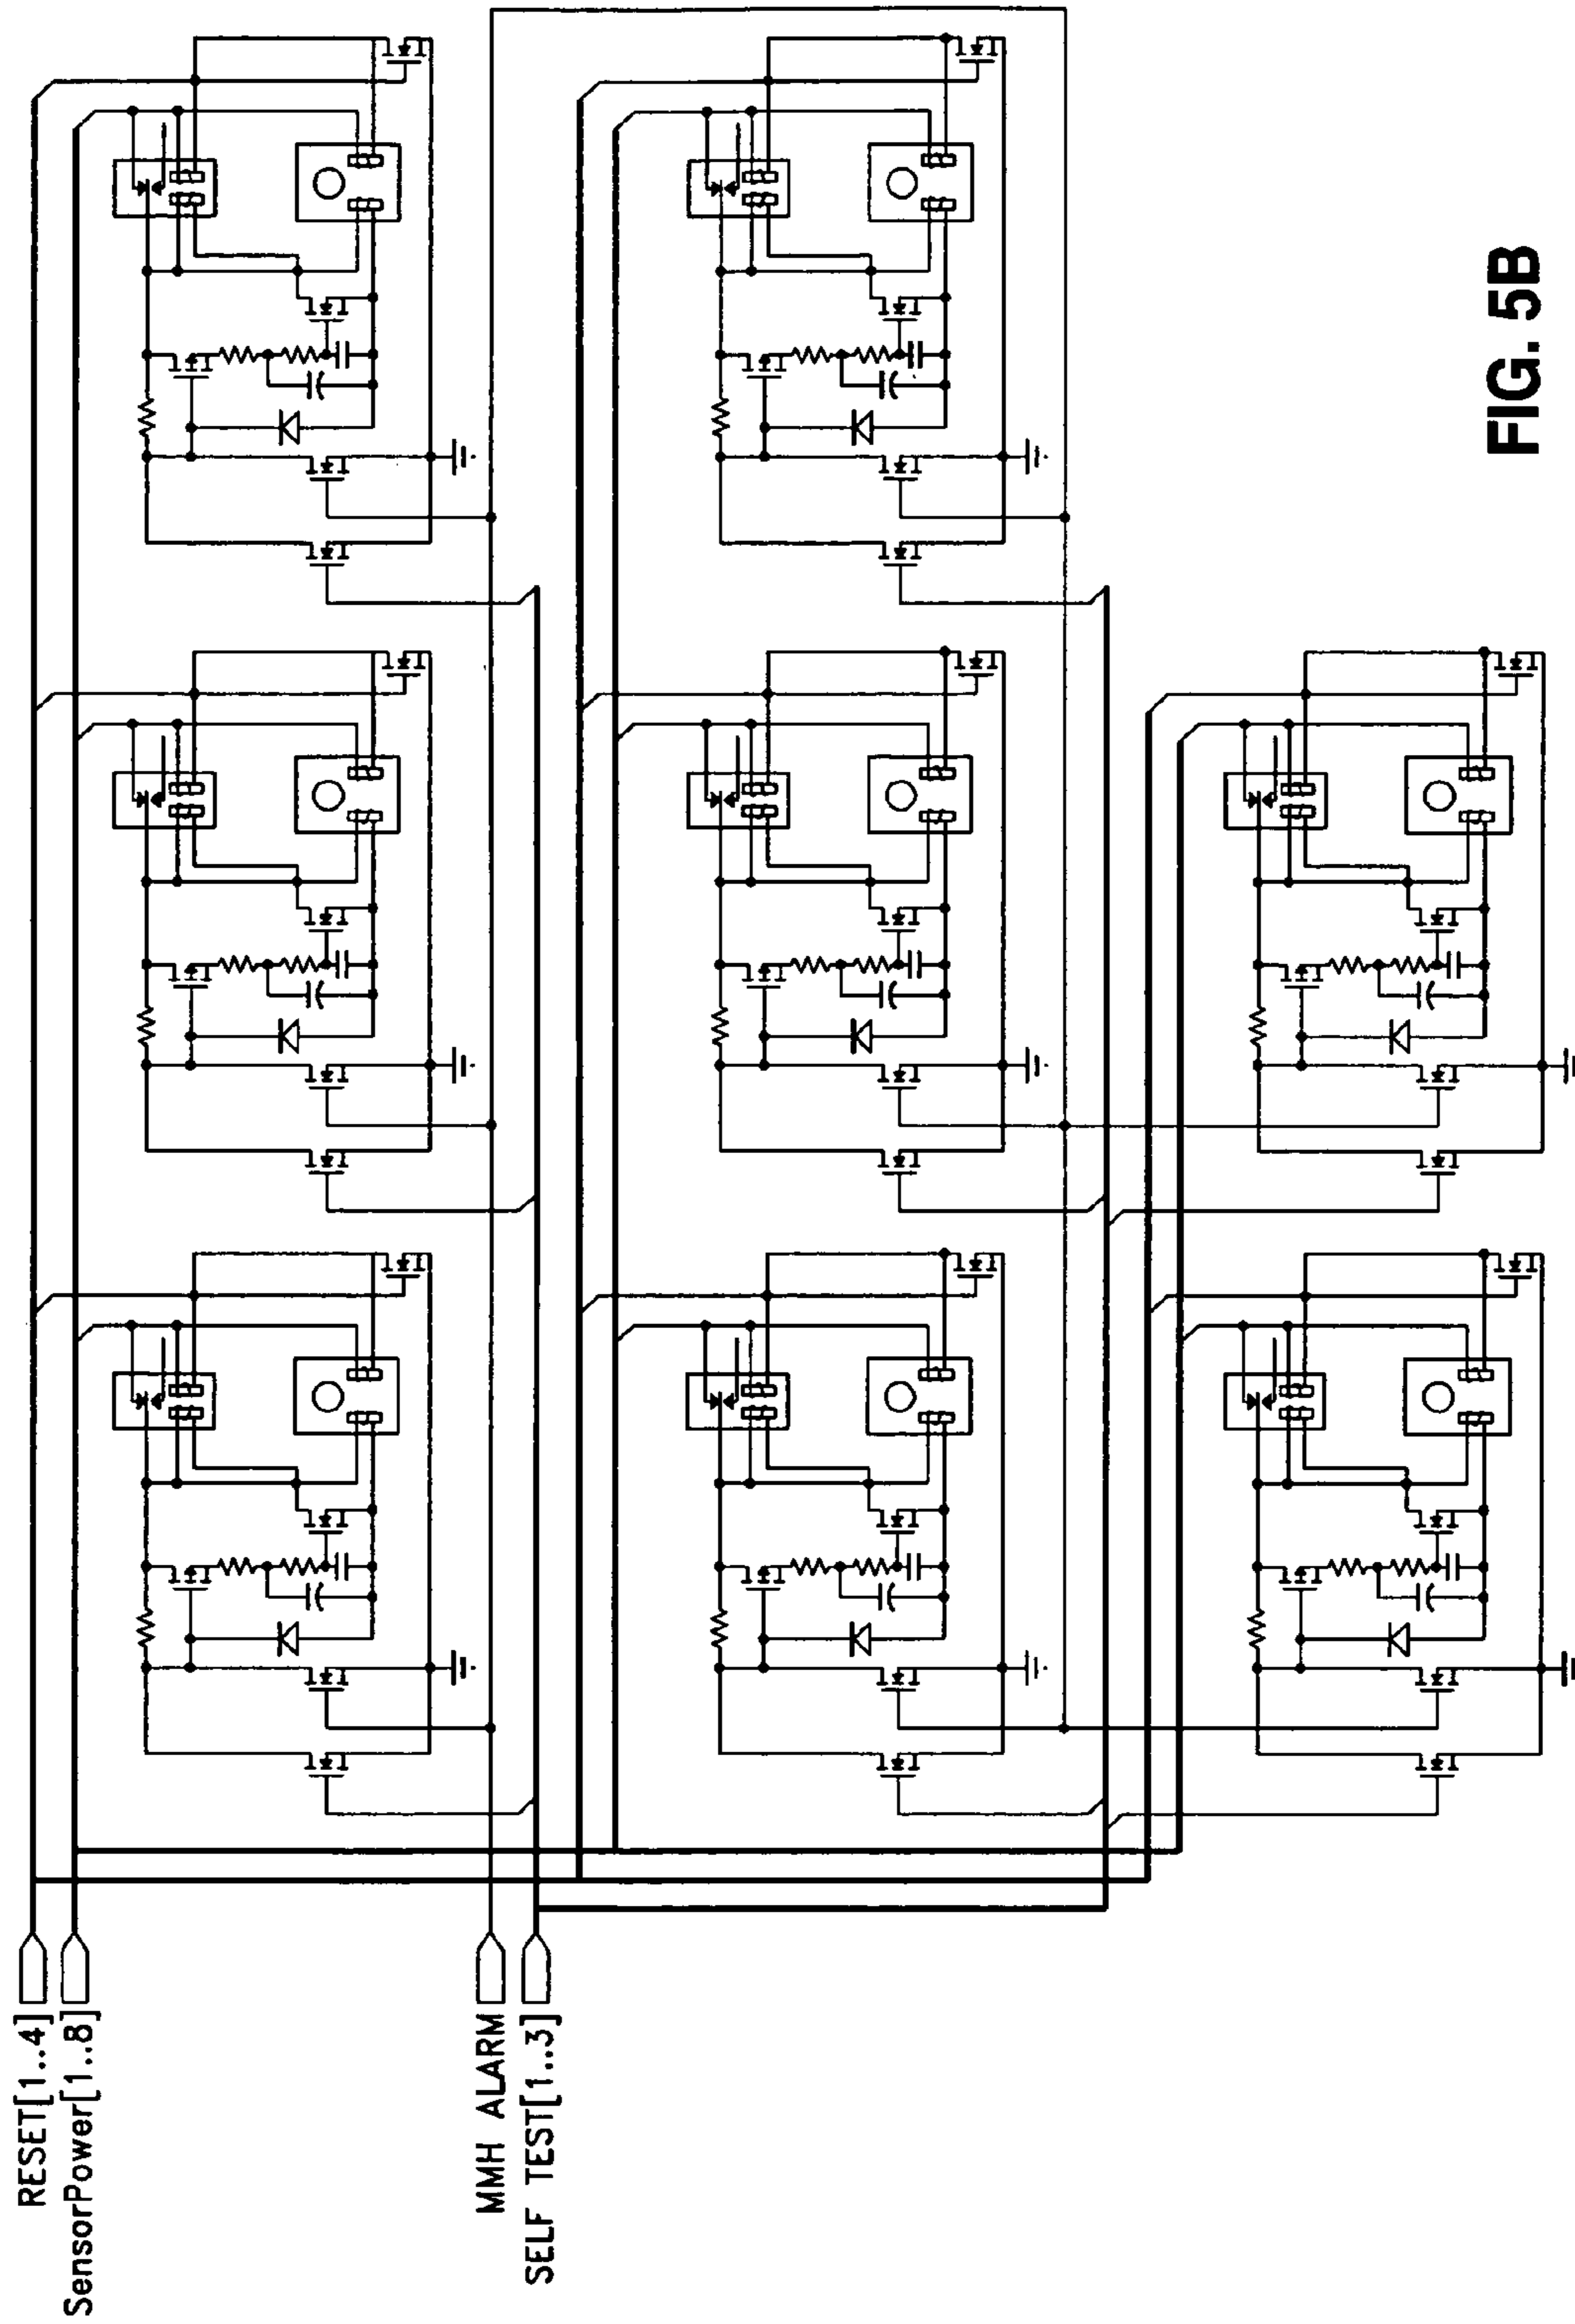 RESET[1..4]
SensorPower[1..8]
MMH ALARM
SELF TEST[1..3]
FIG. 5B